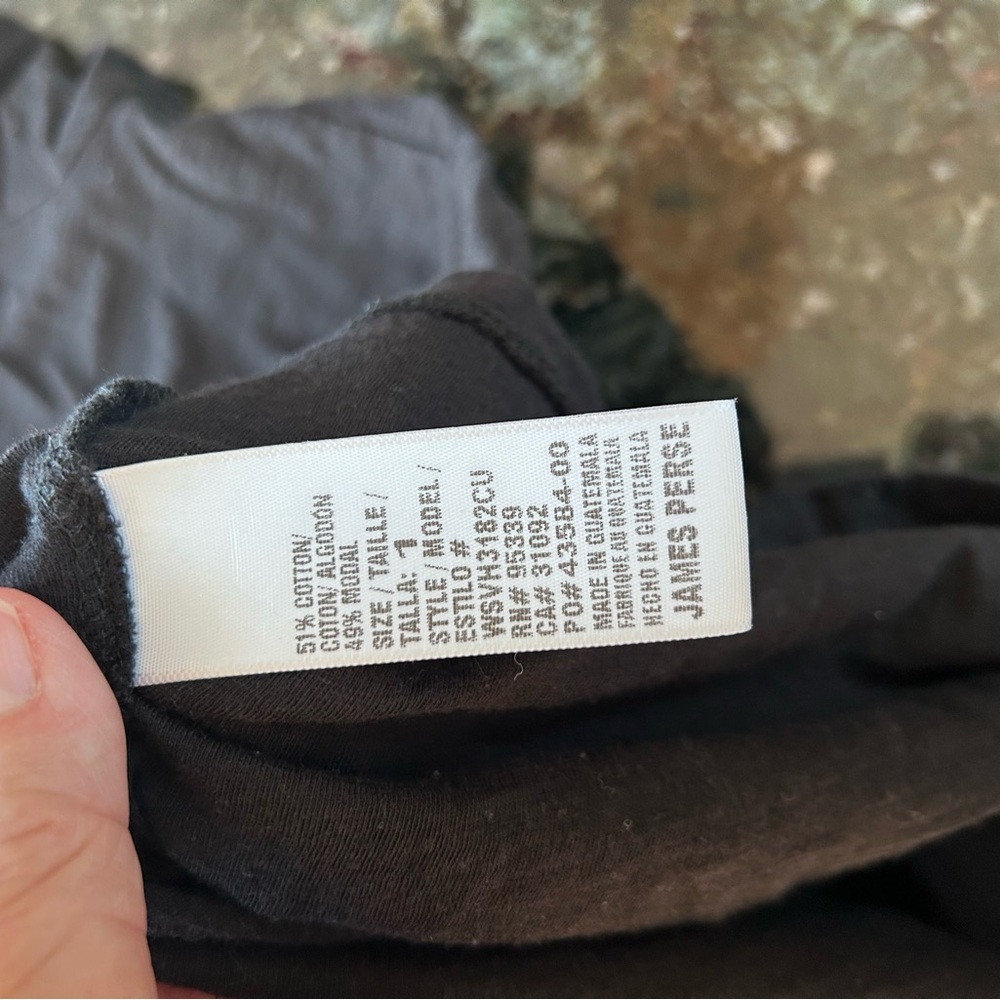 51% COTTON/
COTON/ALGODON
49% MODAL
SIZE / TAILLE /
TALLA: 1
STYLE / MODEL /
ESTILO #
WSVH3182CU
RN# 95339
CA# 31092
PO# 43584-00
MADE IN GUATEMALA
FABRIQUE AU GUATEMALA
HECHO EN GUATEMALA
JAMES PERSE